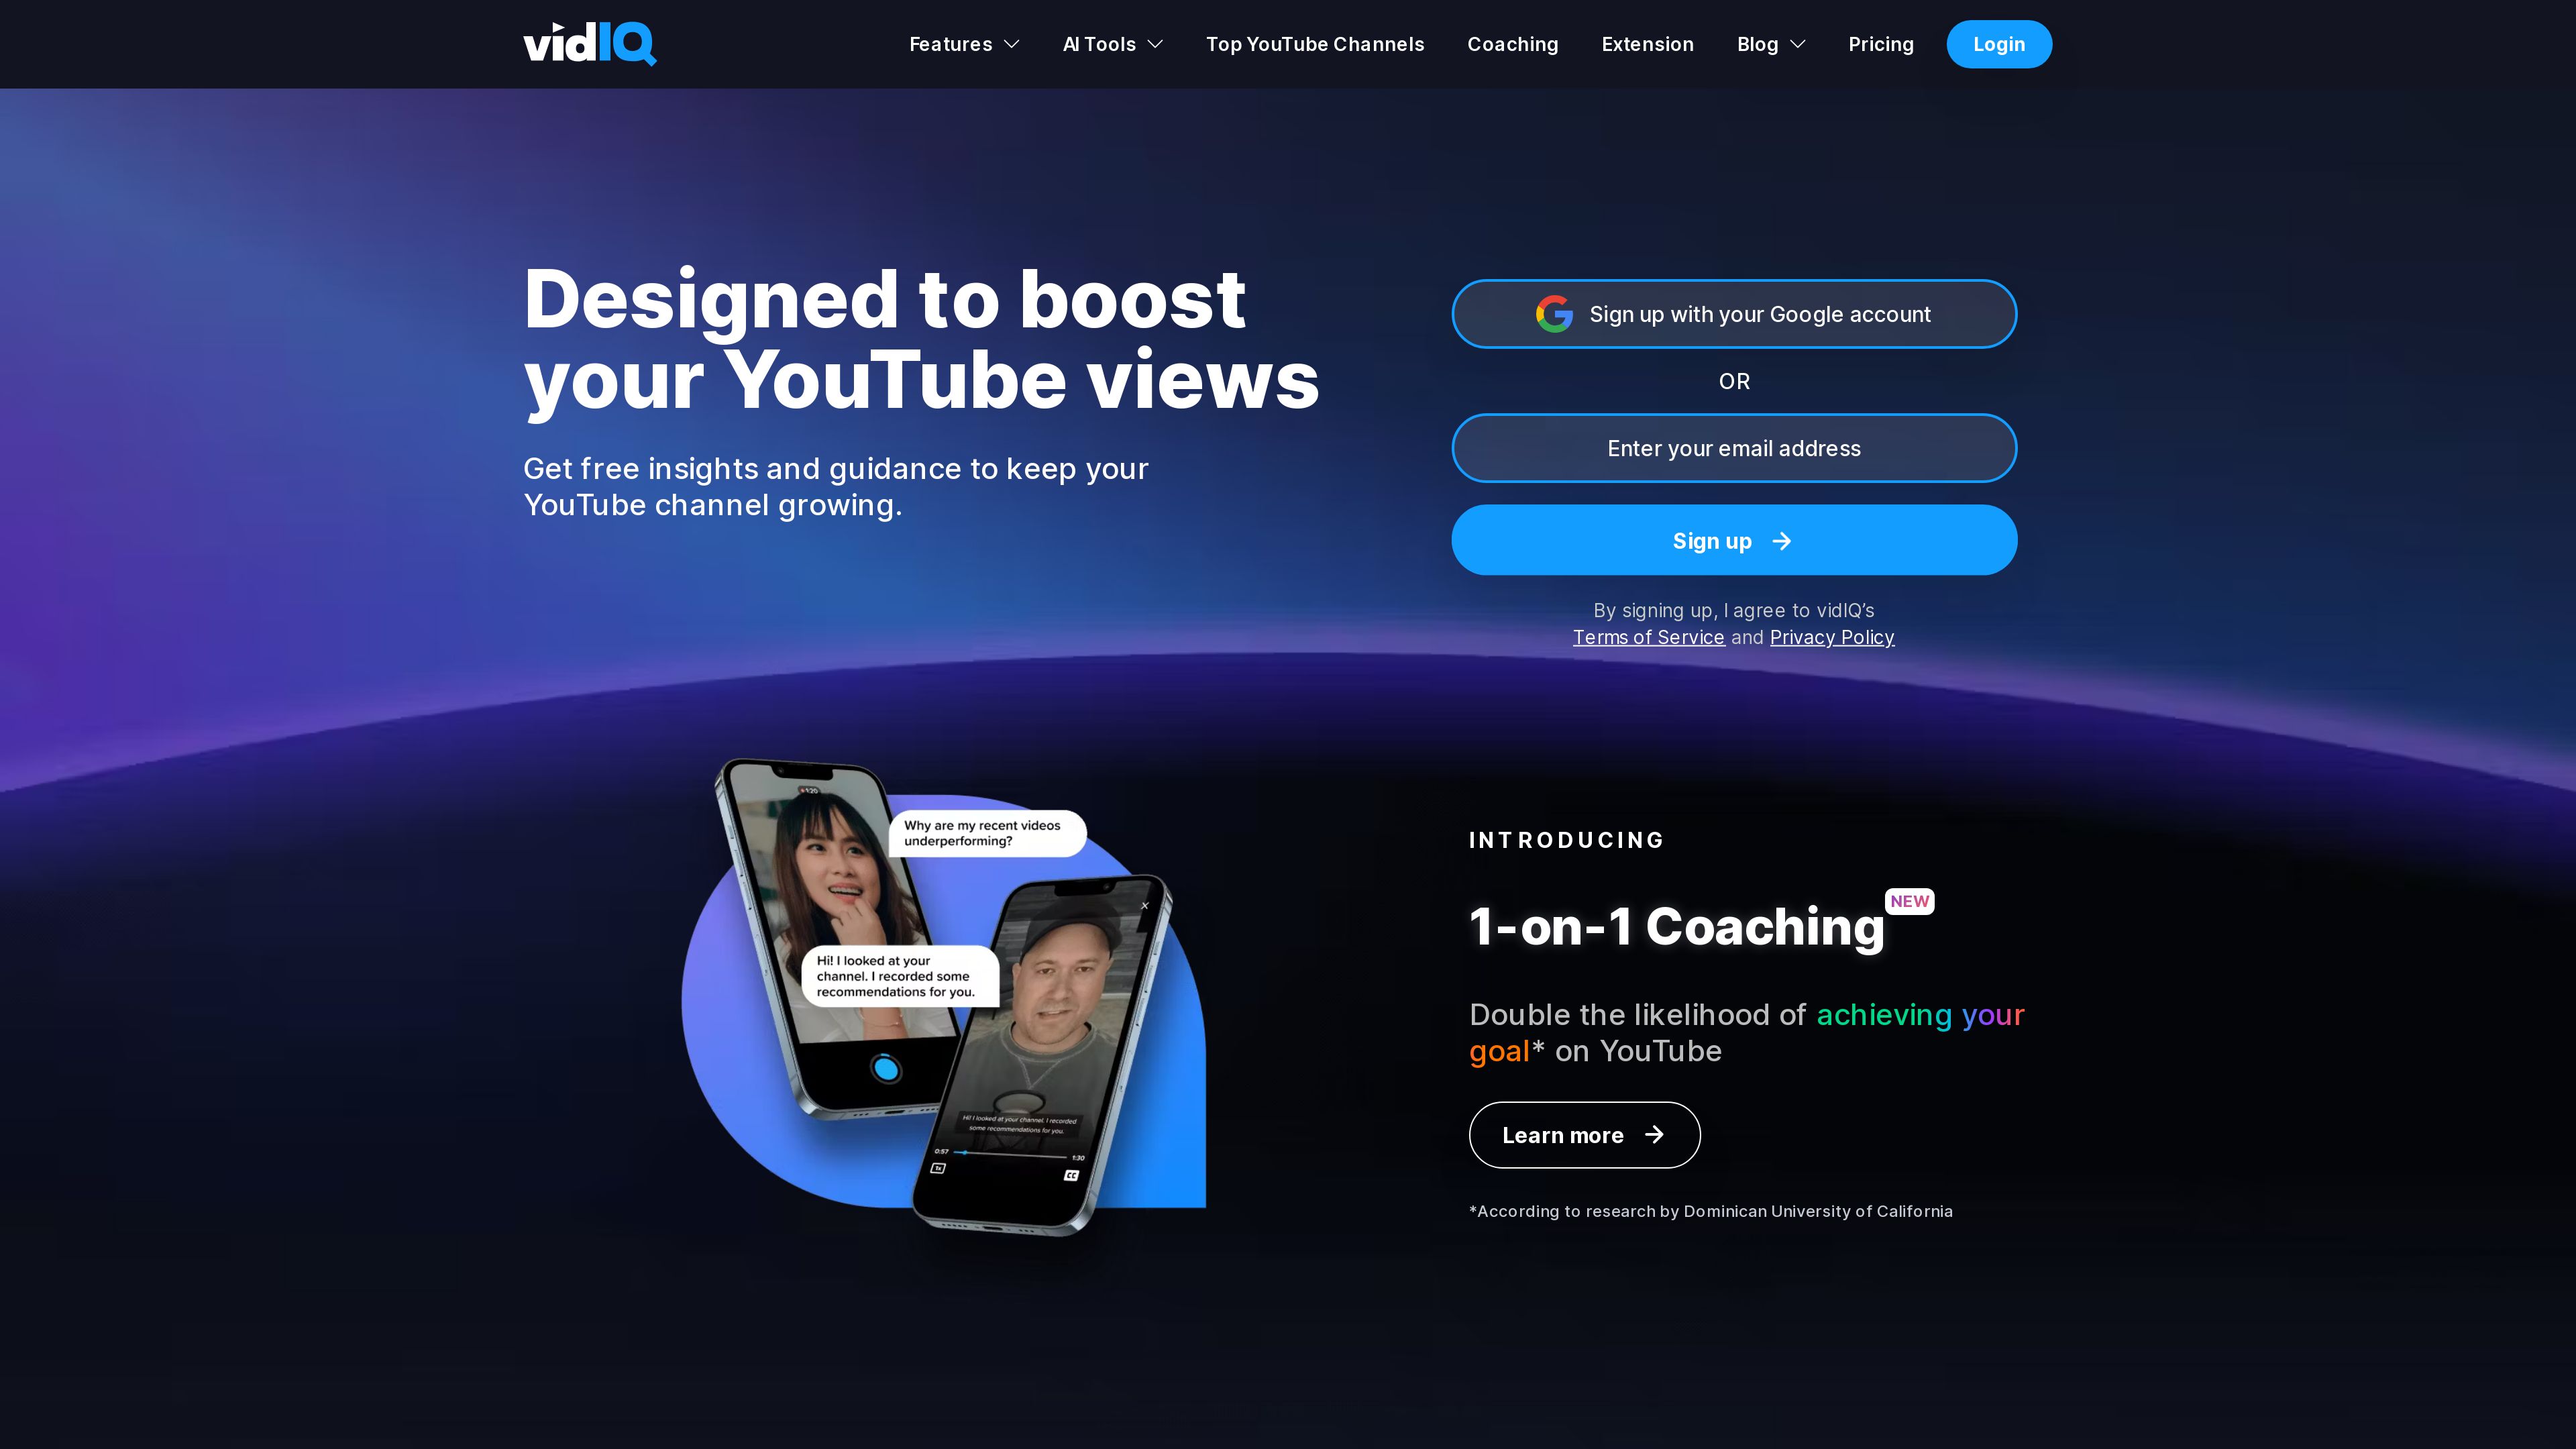 vidIQ
Features
AI Tools
Top YouTube Channels
Coaching
Extension
Blog
Pricing
Login
Designed to boost
your YouTube views
Get free insights and guidance to keep your
YouTube channel growing.
Sign up with your Google account
OR
Enter your email address
Sign up
By signing up, I agree to vidIQ’s
Terms of Service and Privacy Policy
1:20
Why are my recent videos
underperforming?
Hi! I looked at your
channel. I recorded some
recommendations for you.
Hi! I looked at your channel. I recorded
some recommendations for you.
0:57
1:30
1x
CC
INTRODUCING
1-on-1 Coaching NEW
Double the likelihood of achieving your
goal* on YouTube
Learn more
*According to research by Dominican University of California